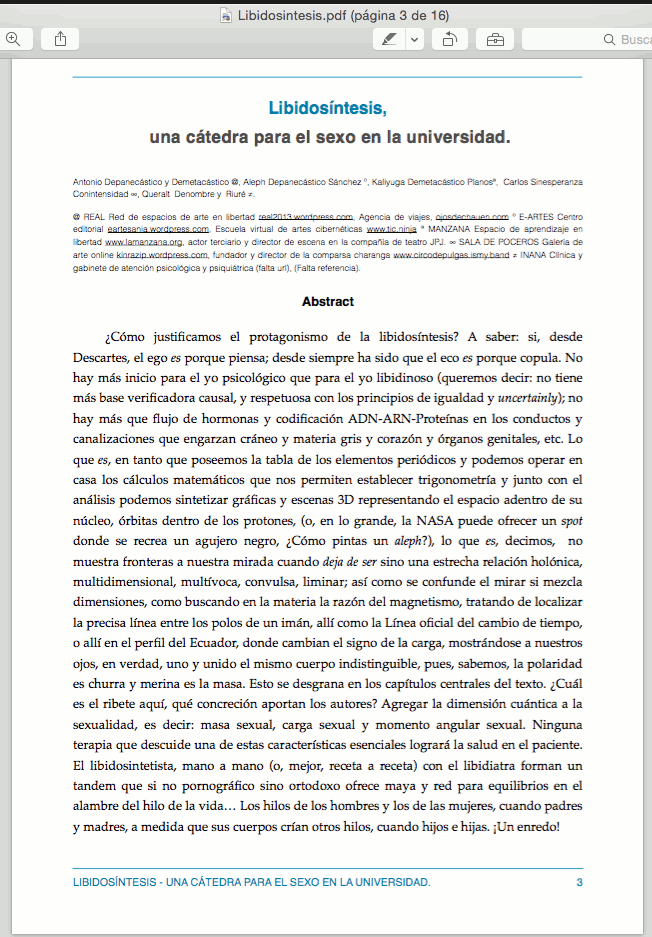 Libidosintesis.pdf (página 3 de 16)
Busca
Libidosíntesis,
una cátedra para el sexo en la universidad.
Antonio Depanecástico y Demetacástico @, Aleph Depanecástico Sánchez º, Kaliyuga Demetacástico Planosª, Carlos Sinesperanza
Conintensidad ∞, Queralt Denombre y Riuré ≠.
@ REAL Red de espacios de arte en libertad real2013.wordpress.com, Agencia de viajes, ojosdechauen.com º E-ARTES Centro
editorial eartesania.wordpress.com, Escuela virtual de artes cibernéticas www.tic.ninja ª MANZANA Espacio de aprendizaje en
libertad www.lamanzana.org, actor terciario y director de escena en la compañía de teatro JPJ. ∞ SALA DE POCEROS Galería de
arte online kinrazip.wordpress.com, fundador y director de la comparsa charanga www.circodepulgas.ismy.band ≠ INANA Clínica y
gabinete de atención psicológica y psiquiátrica (falta url), (Falta referencia).
Abstract
¿Cómo justificamos el protagonismo de la libidosíntesis? A saber: si, desde
Descartes, el ego es porque piensa; desde siempre ha sido que el eco es porque copula. No
hay más inicio para el yo psicológico que para el yo libidinoso (queremos decir: no tiene
más base verificadora causal, y respetuosa con los principios de igualdad y uncertainly); no
hay más que flujo de hormonas y codificación ADN-ARN-Proteínas en los conductos y
canalizaciones que engarzan cráneo y materia gris y corazón y órganos genitales, etc. Lo
que es, en tanto que poseemos la tabla de los elementos periódicos y podemos operar en
casa los cálculos matemáticos que nos permiten establecer trigonometría y junto con el
análisis podemos sintetizar gráficas y escenas 3D representando el espacio adentro de su
núcleo, órbitas dentro de los protones, (o, en lo grande, la NASA puede ofrecer un spot
donde se recrea un agujero negro, ¿Cómo pintas un aleph?), lo que es, decimos, no
muestra fronteras a nuestra mirada cuando deja de ser sino una estrecha relación holónica,
multidimensional, multívoca, convulsa, liminar; así como se confunde el mirar si mezcla
dimensiones, como buscando en la materia la razón del magnetismo, tratando de localizar
la precisa línea entre los polos de un imán, allí como la Línea oficial del cambio de tiempo,
o allí en el perfil del Ecuador, donde cambian el signo de la carga, mostrándose a nuestros
ojos, en verdad, uno y unido el mismo cuerpo indistinguible, pues, sabemos, la polaridad
es churra y merina es la masa. Esto se desgrana en los capítulos centrales del texto. ¿Cuál
es el ribete aquí, qué concreción aportan los autores? Agregar la dimensión cuántica a la
sexualidad, es decir: masa sexual, carga sexual y momento angular sexual. Ninguna
terapia que descuide una de estas características esenciales logrará la salud en el paciente.
El libidosintetista, mano a mano (o, mejor, receta a receta) con el libidiatra forman un
tandem que si no pornográfico sino ortodoxo ofrece maya y red para equilibrios en el
alambre del hilo de la vida… Los hilos de los hombres y los de las mujeres, cuando padres
y madres, a medida que sus cuerpos crían otros hilos, cuando hijos e hijas. ¡Un enredo!
LIBIDOSÍNTESIS - UNA CÁTEDRA PARA EL SEXO EN LA UNIVERSIDAD. 3